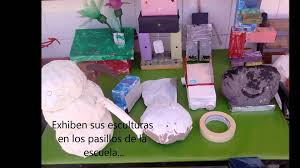 Exhiben sus esculturas
en los pasillos de la
escuela...